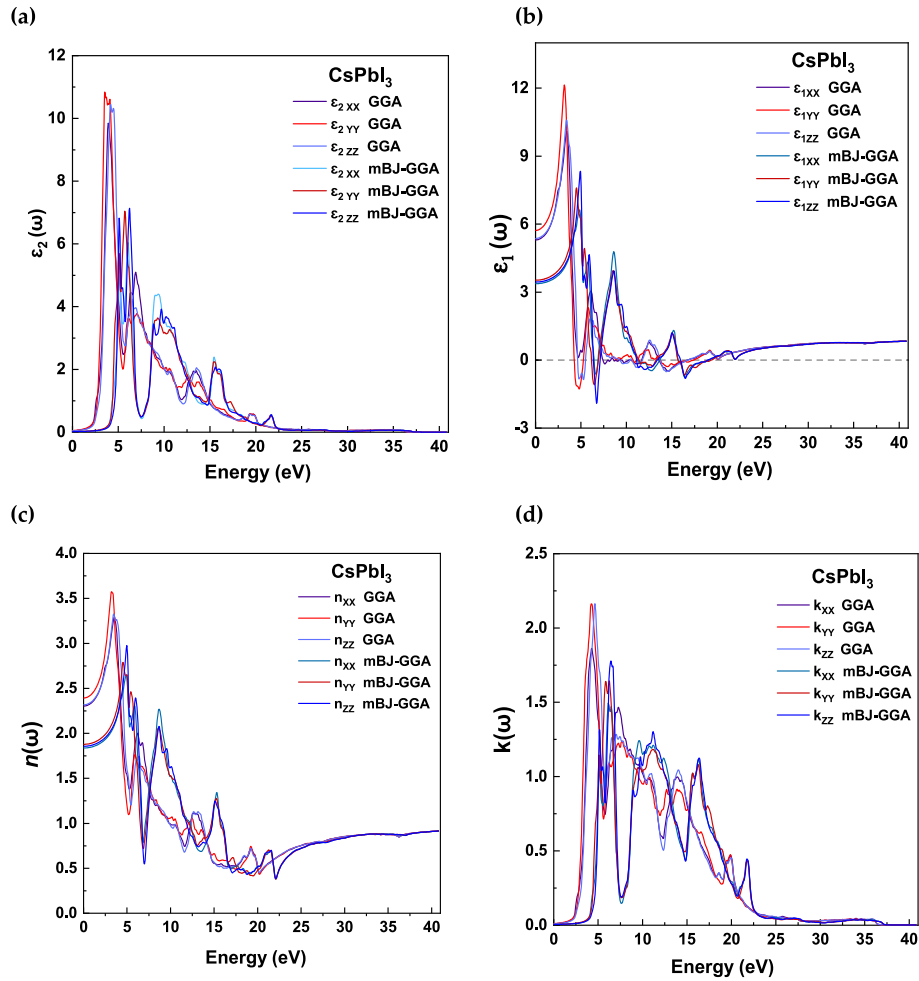 (a)
12
10
8
6
4
2
0
ε₂ (ω)
0 5 10 15 20 25 30 35 40
Energy (eV)
CsPbI₃
ε₂ XX GGA
ε₂ YY GGA
ε₂ ZZ GGA
ε₂ XX mBJ-GGA
ε₂ YY mBJ-GGA
ε₂ ZZ mBJ-GGA
(b)
12
9
6
3
0
-3
ε₁ (ω)
0 5 10 15 20 25 30 35 40
Energy (eV)
CsPbI₃
ε₁XX GGA
ε₁YY GGA
ε₁ZZ GGA
ε₁XX mBJ-GGA
ε₁YY mBJ-GGA
ε₁ZZ mBJ-GGA
(c)
4.0
3.5
3.0
2.5
2.0
1.5
1.0
0.5
0.0
n(ω)
0 5 10 15 20 25 30 35 40
Energy (eV)
CsPbI₃
nXX GGA
nYY GGA
nZZ GGA
nXX mBJ-GGA
nYY mBJ-GGA
nZZ mBJ-GGA
(d)
2.5
2.0
1.5
1.0
0.5
0.0
k(ω)
0 5 10 15 20 25 30 35 40
Energy (eV)
CsPbI₃
kXX GGA
kYY GGA
kZZ GGA
kXX mBJ-GGA
kYY mBJ-GGA
kZZ mBJ-GGA